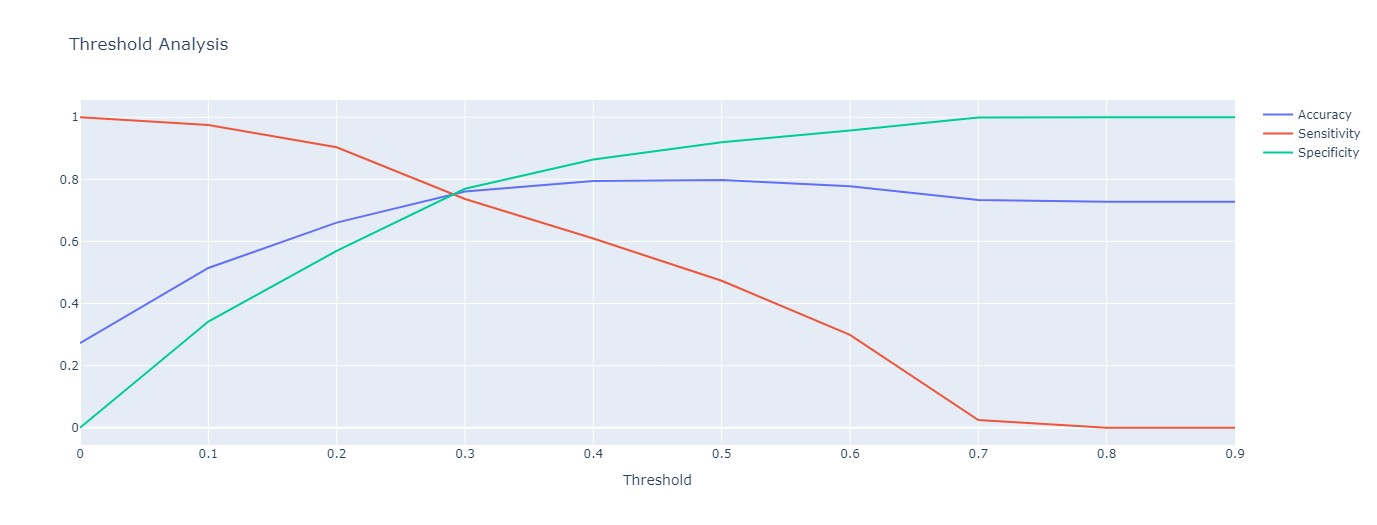 Threshold Analysis
1
0.8
0.6
0.4
0.2
0
0 0.1 0.2 0.3 0.4 0.5 0.6 0.7 0.8 0.9
Threshold
Accuracy
Sensitivity
Specificity